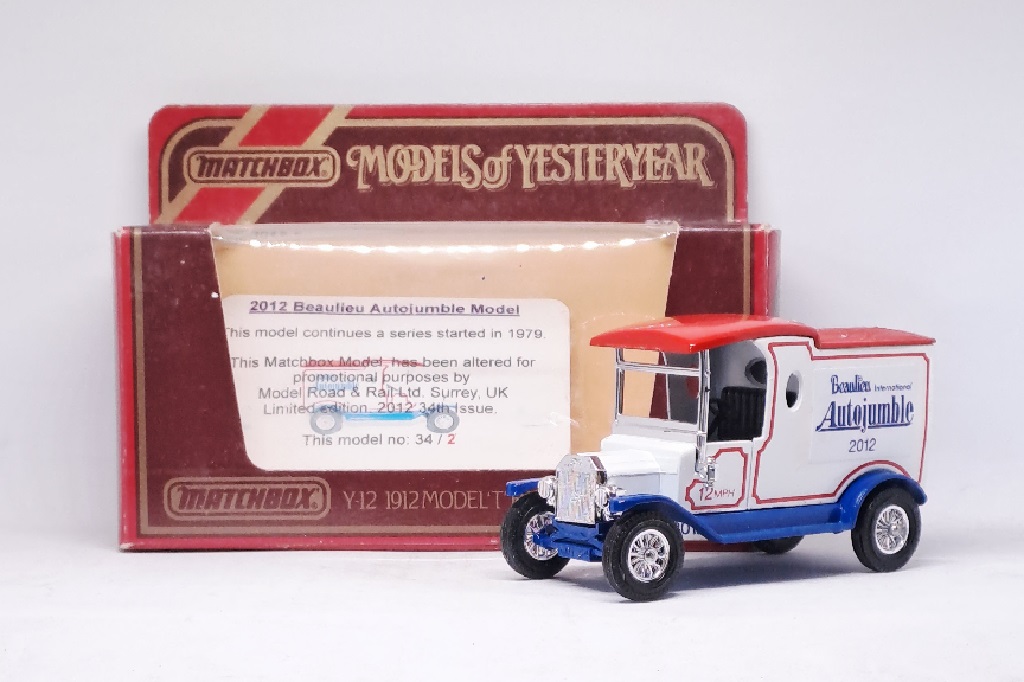 MATCHBOX MODELS of YESTERYEAR
2012 Beaulieu Autojumble Model
This model continues a series started in 1979.
This Matchbox Model has been altered for
promotional purposes by
Model Road & Rail Ltd. Surrey, UK
Limited edition 2012 34th Issue.
This model no: 34 / 2
MATCHBOX Y-12 1912 MODEL 'T'
Beaulieu International
Autojumble
2012
12 MPH